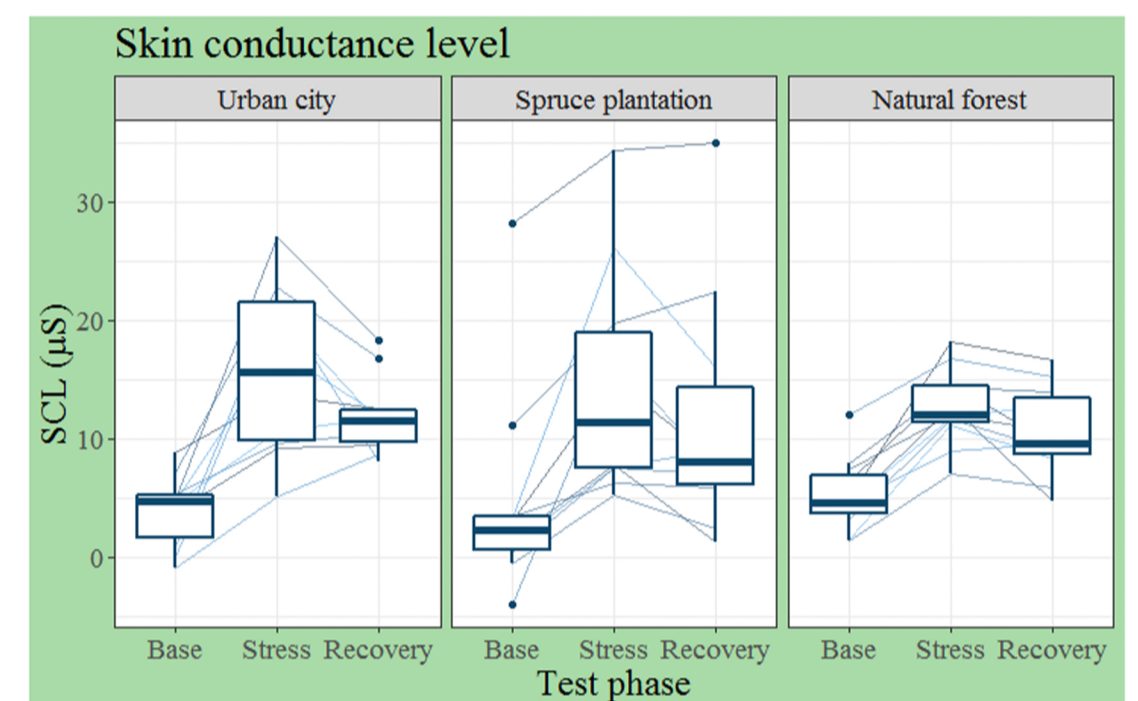 Skin conductance level
Urban city
Spruce plantation
Natural forest
SCL (µS)
30
20
10
0
Base Stress Recovery
Base Stress Recovery
Base Stress Recovery
Test phase